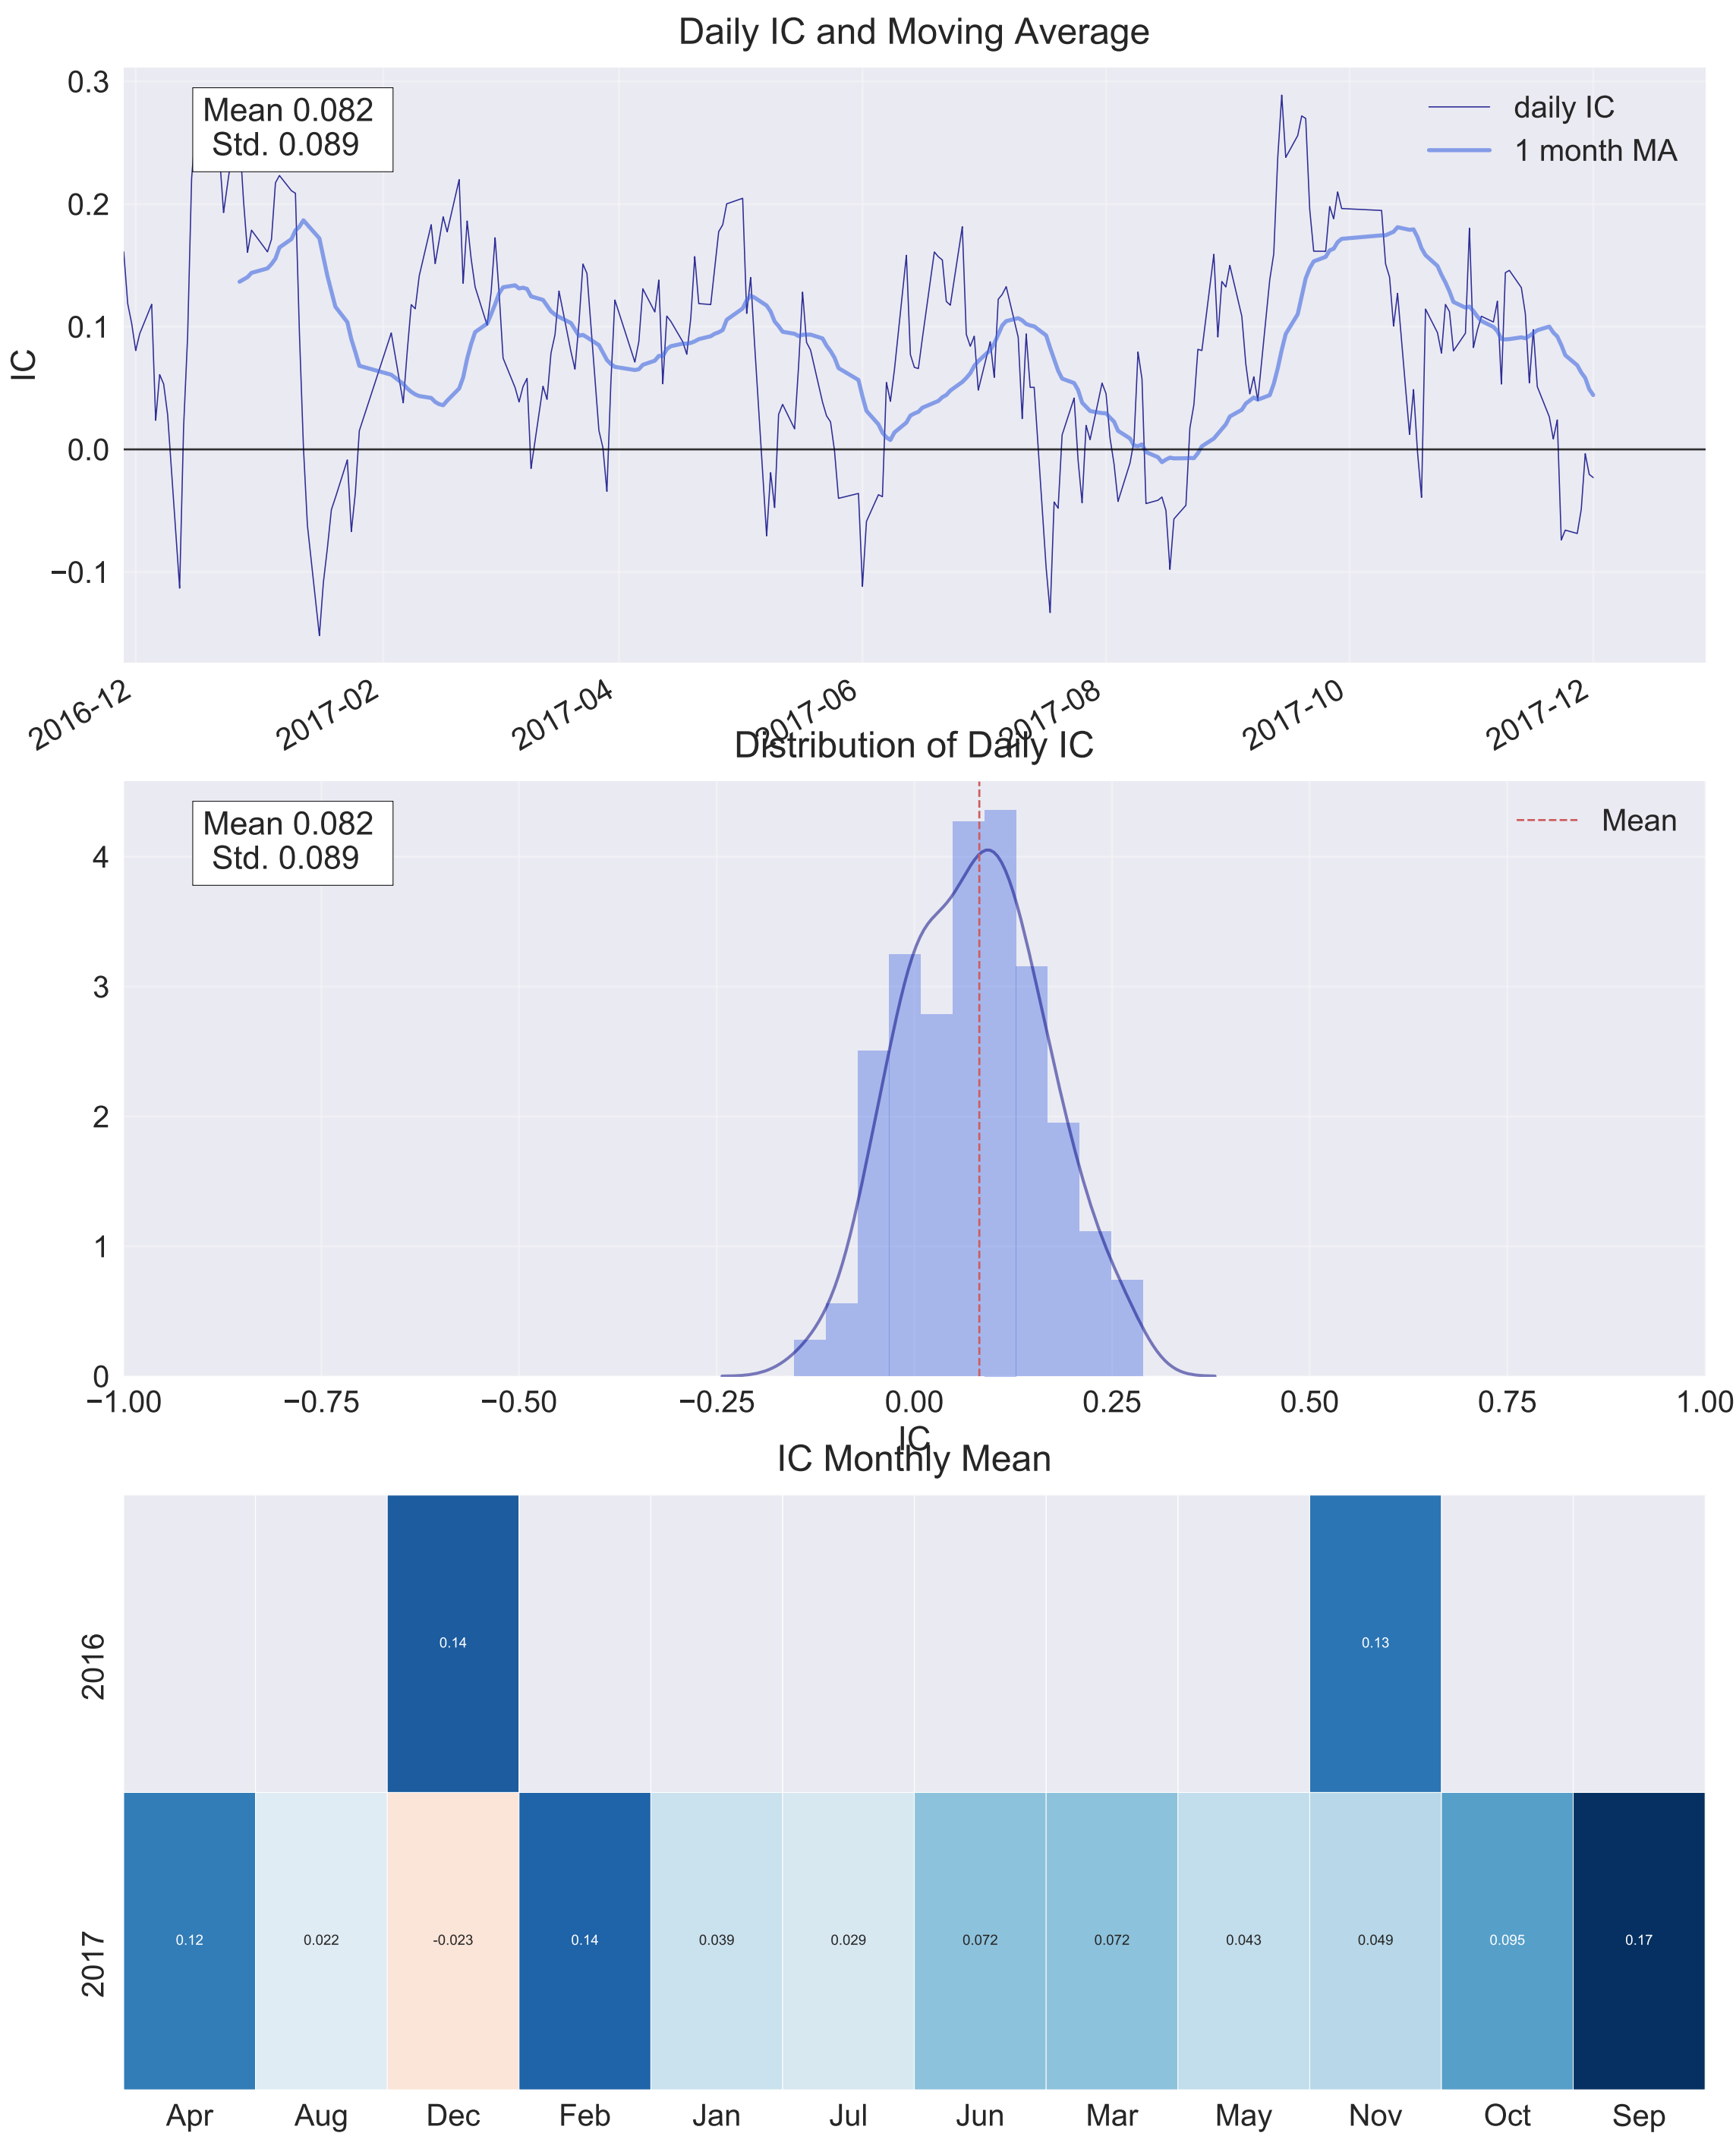 Daily IC and Moving Average
0.3
0.2
0.1
0.0
−0.1
IC
Mean 0.082
Std. 0.089
daily IC
1 month MA
2016-12
2017-02
2017-04
2017-06
2017-08
2017-10
2017-12
Distribution of Daily IC
Mean 0.082
Std. 0.089
Mean
4
3
2
1
0
−1.00
−0.75
−0.50
−0.25
0.00
0.25
0.50
0.75
1.00
IC
IC Monthly Mean
2016
0.14
0.13
2017
0.12
0.022
-0.023
0.14
0.039
0.029
0.072
0.072
0.043
0.049
0.095
0.17
Apr
Aug
Dec
Feb
Jan
Jul
Jun
Mar
May
Nov
Oct
Sep